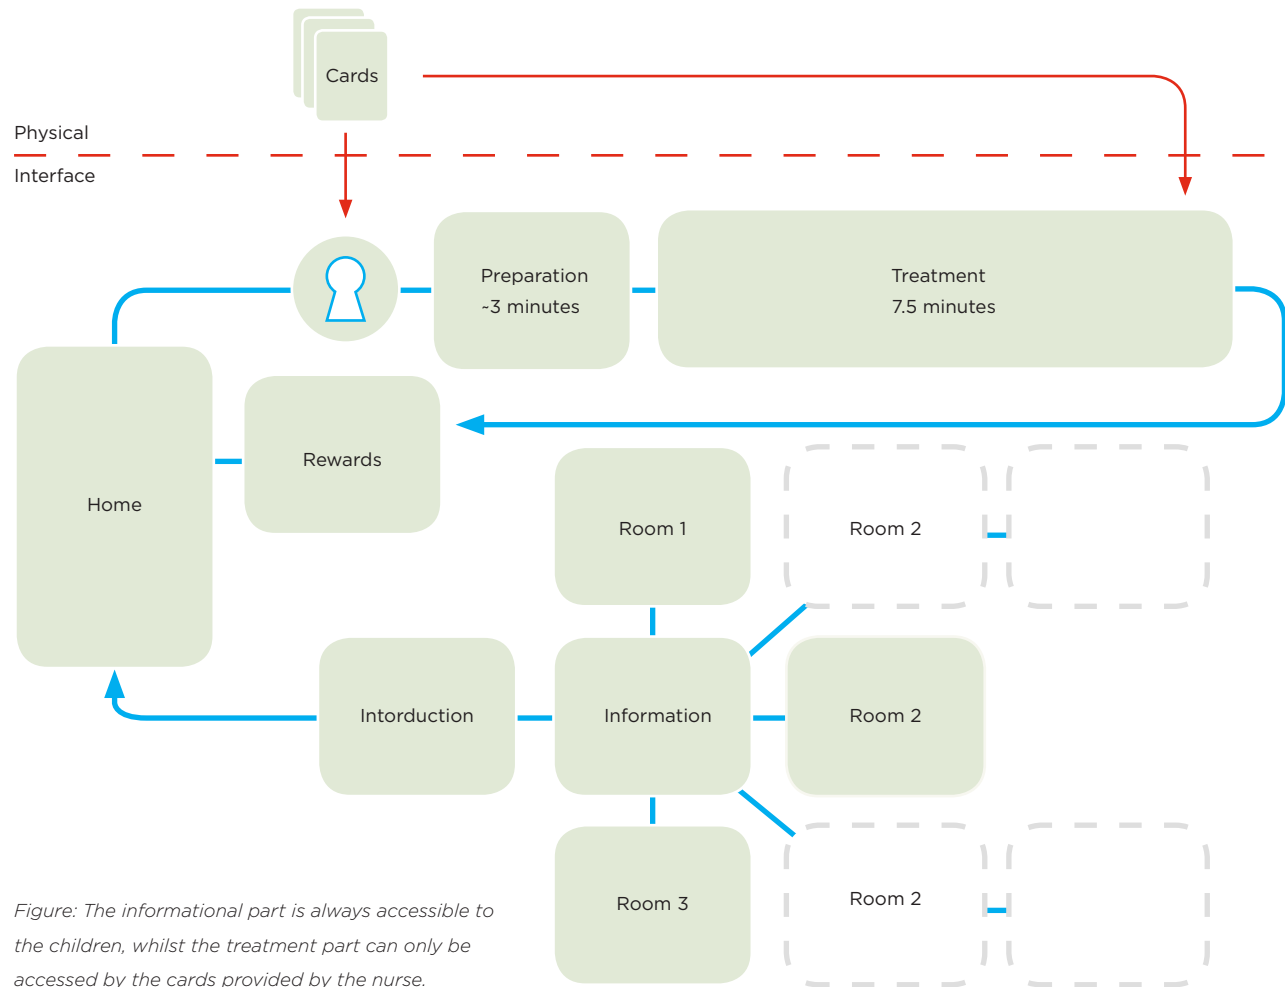 Cards
Physical
Interface
Preparation
~3 minutes
Treatment
7.5 minutes
Rewards
Home
Room 1
Room 2
Intorduction
Information
Room 2
Room 3
Room 2
Figure: The informational part is always accessible to
the children, whilst the treatment part can only be
accessed by the cards provided by the nurse.